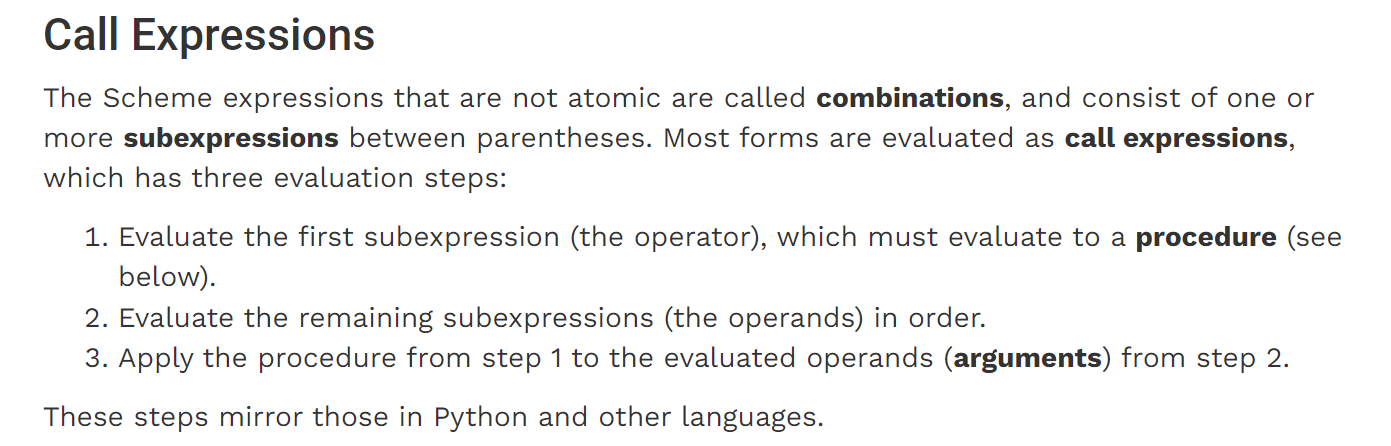 Call Expressions
The Scheme expressions that are not atomic are called combinations, and consist of one or
more subexpressions between parentheses. Most forms are evaluated as call expressions,
which has three evaluation steps:
1. Evaluate the first subexpression (the operator), which must evaluate to a procedure (see
below).
2. Evaluate the remaining subexpressions (the operands) in order.
3. Apply the procedure from step 1 to the evaluated operands (arguments) from step 2.
These steps mirror those in Python and other languages.